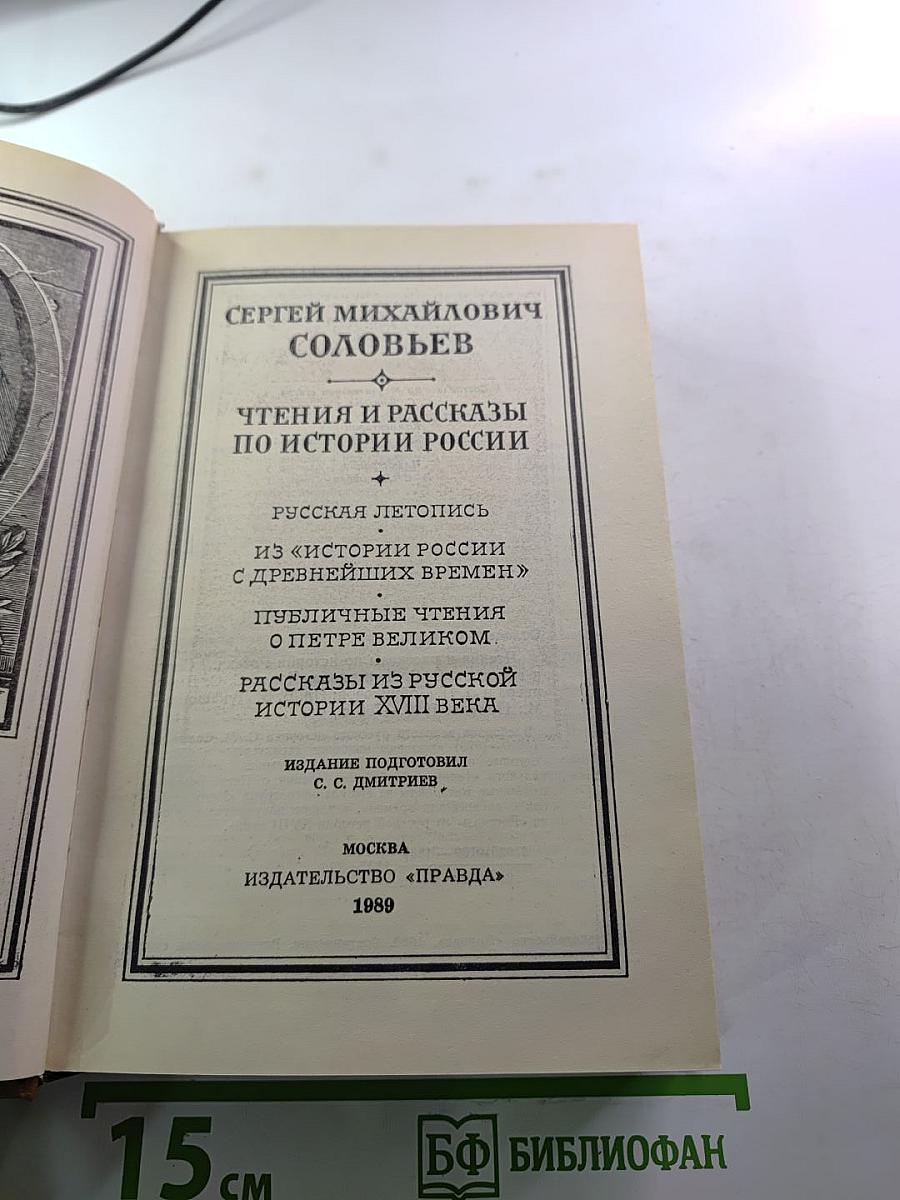 СЕРГЕЙ МИХАЙЛОВИЧ
СОЛОВЬЕВ
ЧТЕНИЯ И РАССКАЗЫ
ПО ИСТОРИИ РОССИИ
РУССКАЯ ЛЕТОПИСЬ
ИЗ «ИСТОРИИ РОССИИ
С ДРЕВНЕЙШИХ ВРЕМЕН»
ПУБЛИЧНЫЕ ЧТЕНИЯ
О ПЕТРЕ ВЕЛИКОМ
РАССКАЗЫ ИЗ РУССКОЙ
ИСТОРИИ XVIII ВЕКА
ИЗДАНИЕ ПОДГОТОВИЛ
С. С. ДМИТРИЕВ
МОСКВА
ИЗДАТЕЛЬСТВО «ПРАВДА»
1989
15 см
БФ БИБЛИОФАН